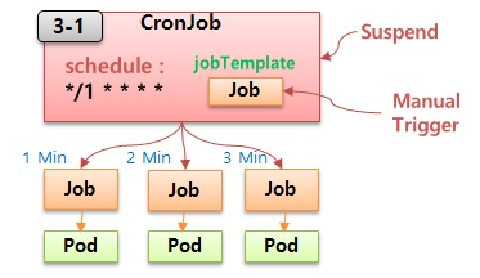 3-1
CronJob
Suspend
schedule :
jobTemplate
*/1 * * * *
Job
Manual
Trigger
1 Min
2 Min
3 Min
Job
Job
Job
Pod
Pod
Pod